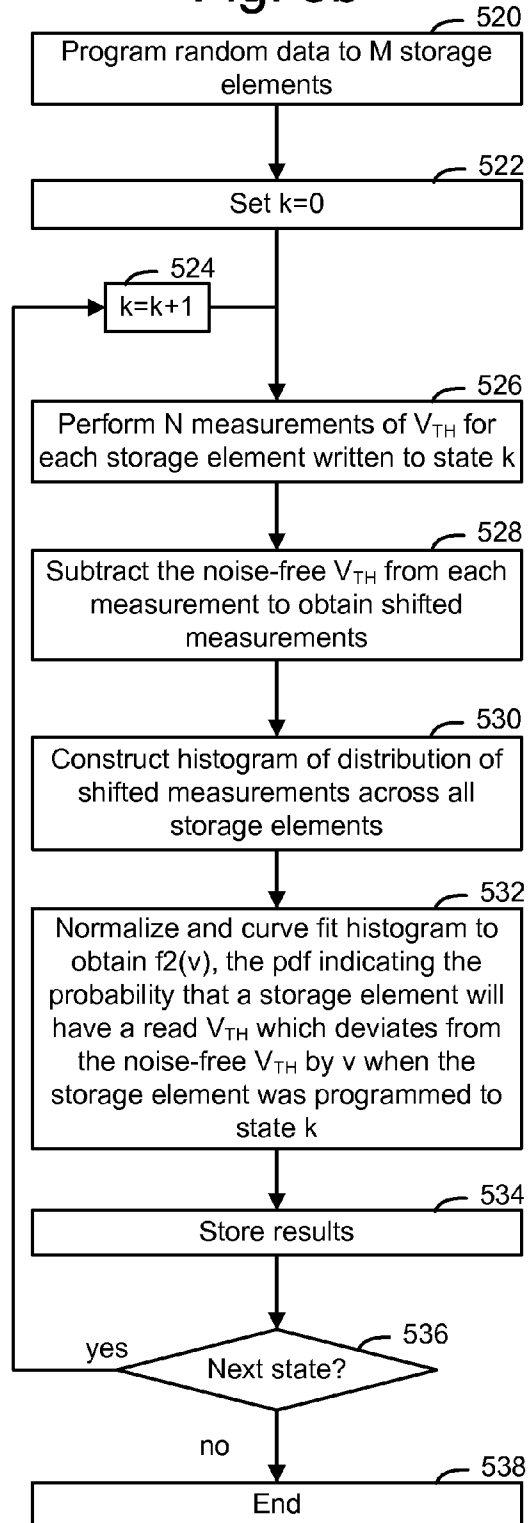 520
Program random data to M storage
elements
522
Set k=0
524
k=k+1
526
Perform N measurements of VTH for
each storage element written to state k
528
Subtract the noise-free VTH from each
measurement to obtain shifted
measurements
530
Construct histogram of distribution of
shifted measurements across all
storage elements
532
Normalize and curve fit histogram to
obtain f2(v), the pdf indicating the
probability that a storage element will
have a read VTH which deviates from
the noise-free VTH by v when the
storage element was programmed to
state k
534
Store results
536
yes
Next state?
no
538
End